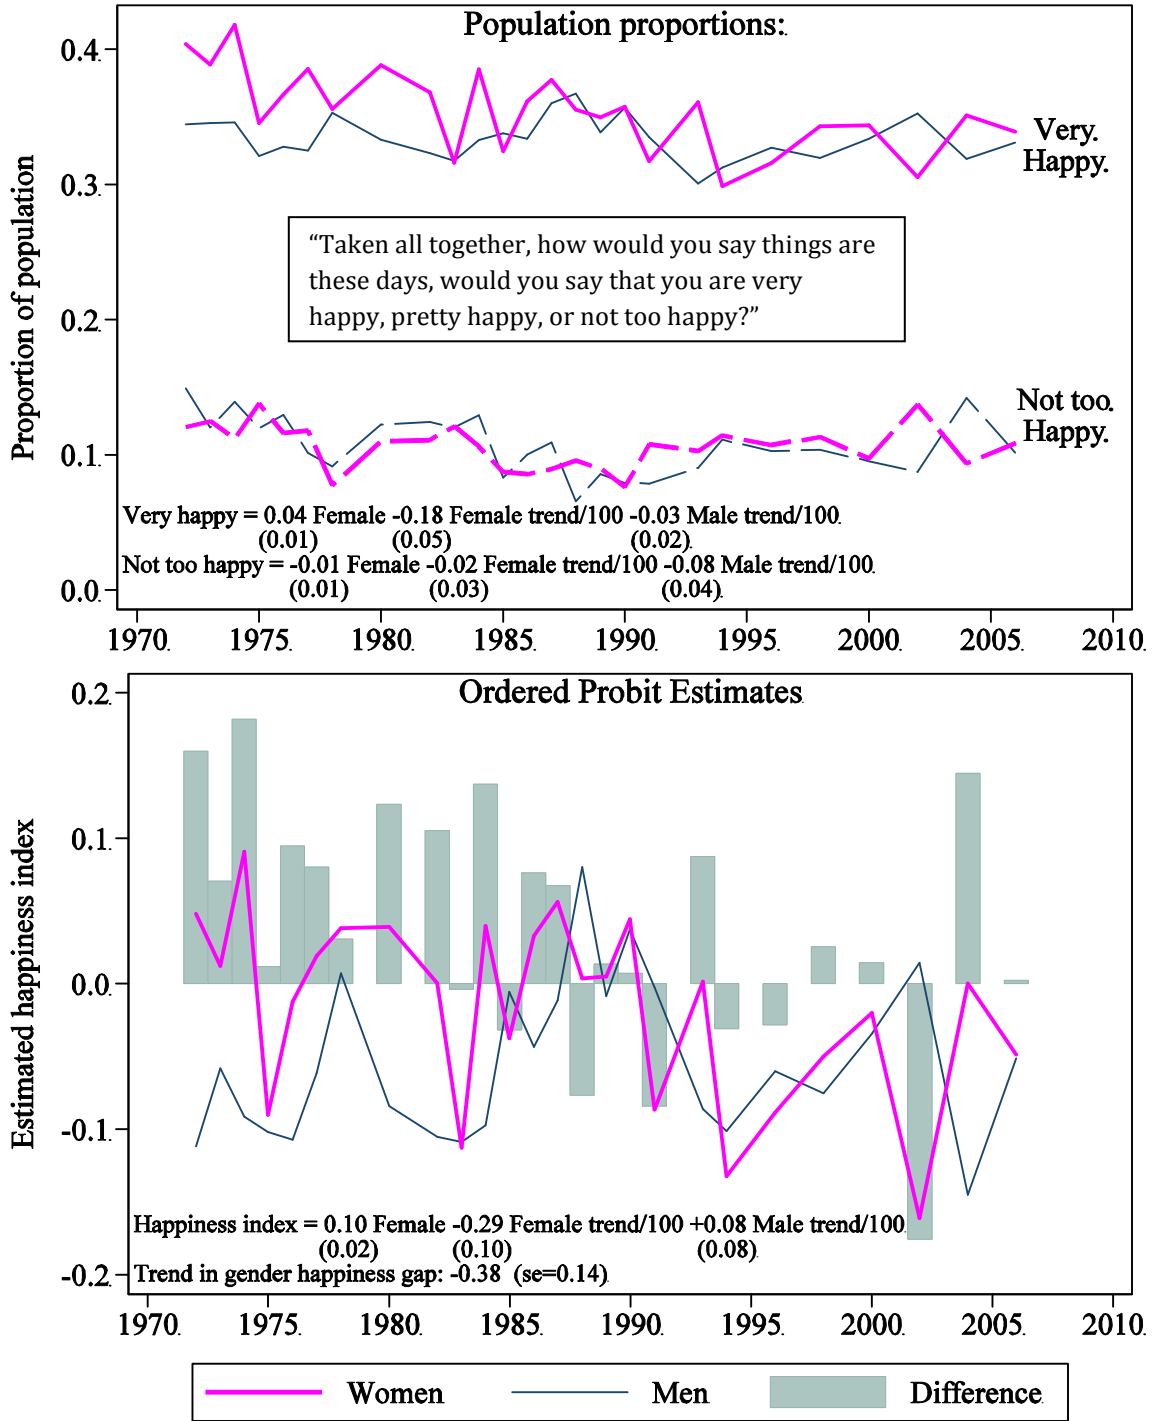 Population proportions:.
Proportion of population
0.4.
0.3.
0.2.
0.1.
0.0.
Very.
Happy.
“Taken all together, how would you say things are
these days, would you say that you are very
happy, pretty happy, or not too happy?”
Not too.
Happy.
Very happy = 0.04 Female -0.18 Female trend/100 -0.03 Male trend/100.
(0.01) (0.05) (0.02).
Not too happy = -0.01 Female -0.02 Female trend/100 -0.08 Male trend/100.
(0.01) (0.03) (0.04).
1970. 1975. 1980. 1985. 1990. 1995. 2000. 2005. 2010.
Ordered Probit Estimates.
Estimated happiness index
0.2.
0.1.
0.0.
-0.1.
-0.2.
Happiness index = 0.10 Female -0.29 Female trend/100 +0.08 Male trend/100.
(0.02) (0.10) (0.08).
Trend in gender happiness gap: -0.38 (se=0.14).
1970. 1975. 1980. 1985. 1990. 1995. 2000. 2005. 2010.
Women Men Difference.